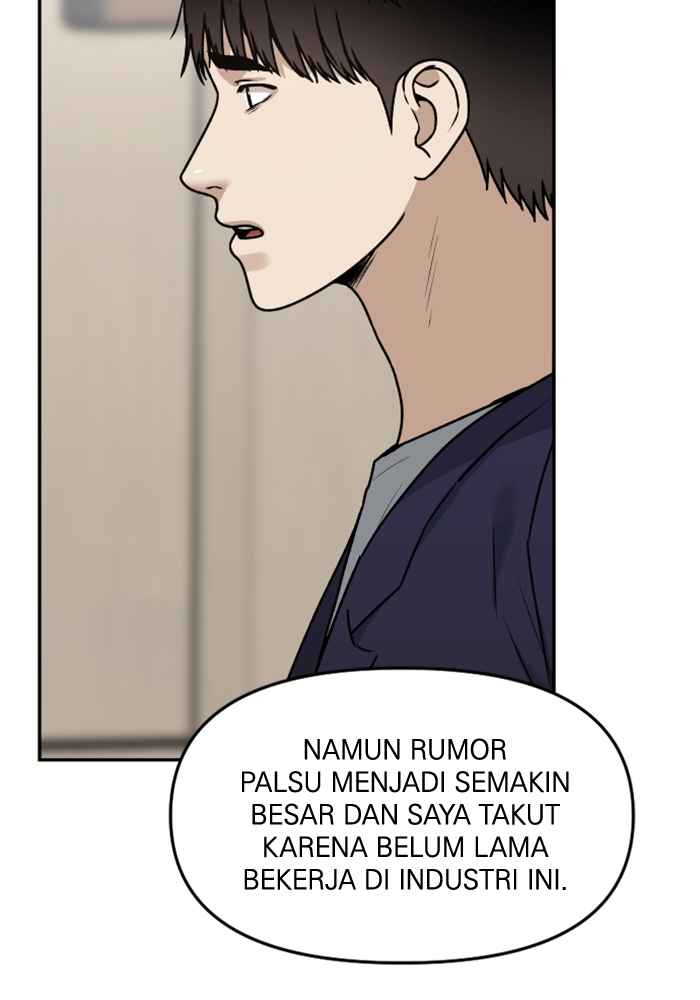 NAMUN RUMOR
PALSU MENJADI SEMAKIN
BESAR DAN SAYA TAKUT
KARENA BELUM LAMA
BEKERJA DI INDUSTRI INI.